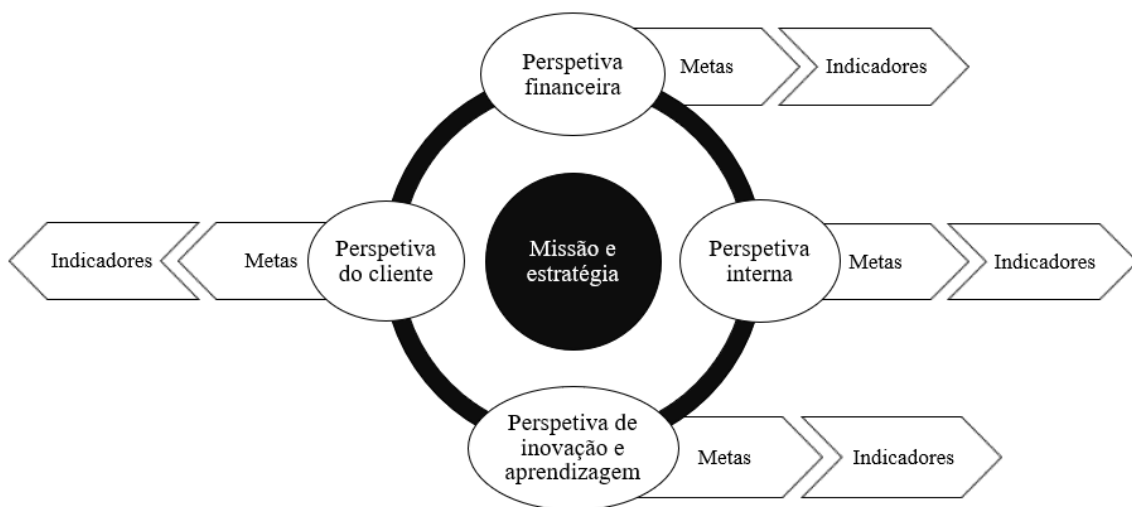 Perspetiva
financeira
Metas
Indicadores
Indicadores
Metas
Perspetiva
do cliente
Missão e
estratégia
Perspetiva
interna
Metas
Indicadores
Perspetiva de
inovação e
aprendizagem
Metas
Indicadores